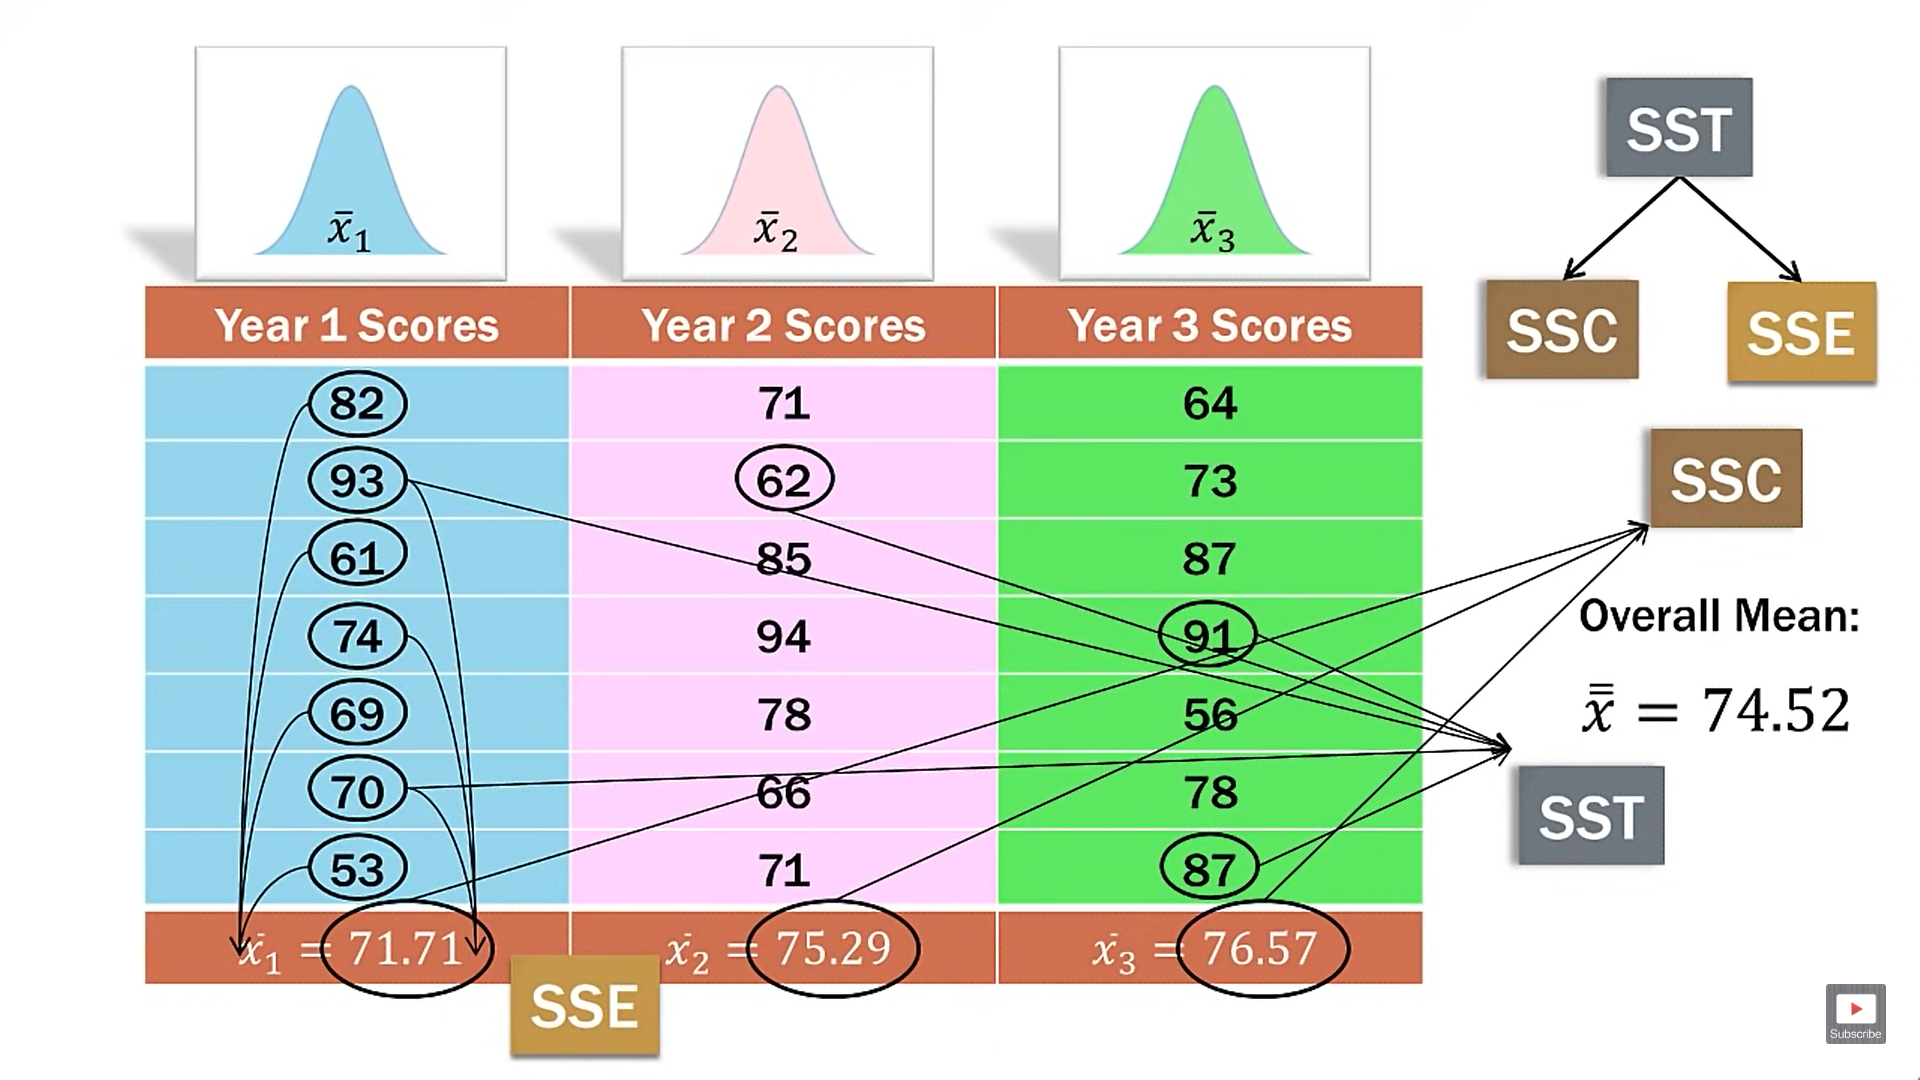 x̄₁
x̄₂
x̄₃
SST
SSC
SSE
Year 1 Scores
Year 2 Scores
Year 3 Scores
82
71
64
93
62
73
61
85
87
74
94
91
69
78
56
70
66
78
53
71
87
x̄₁ = 71.71
x̄₂ = 75.29
x̄₃ = 76.57
SSE
SSC
Overall Mean:
x̿ = 74.52
SST
Subscribe